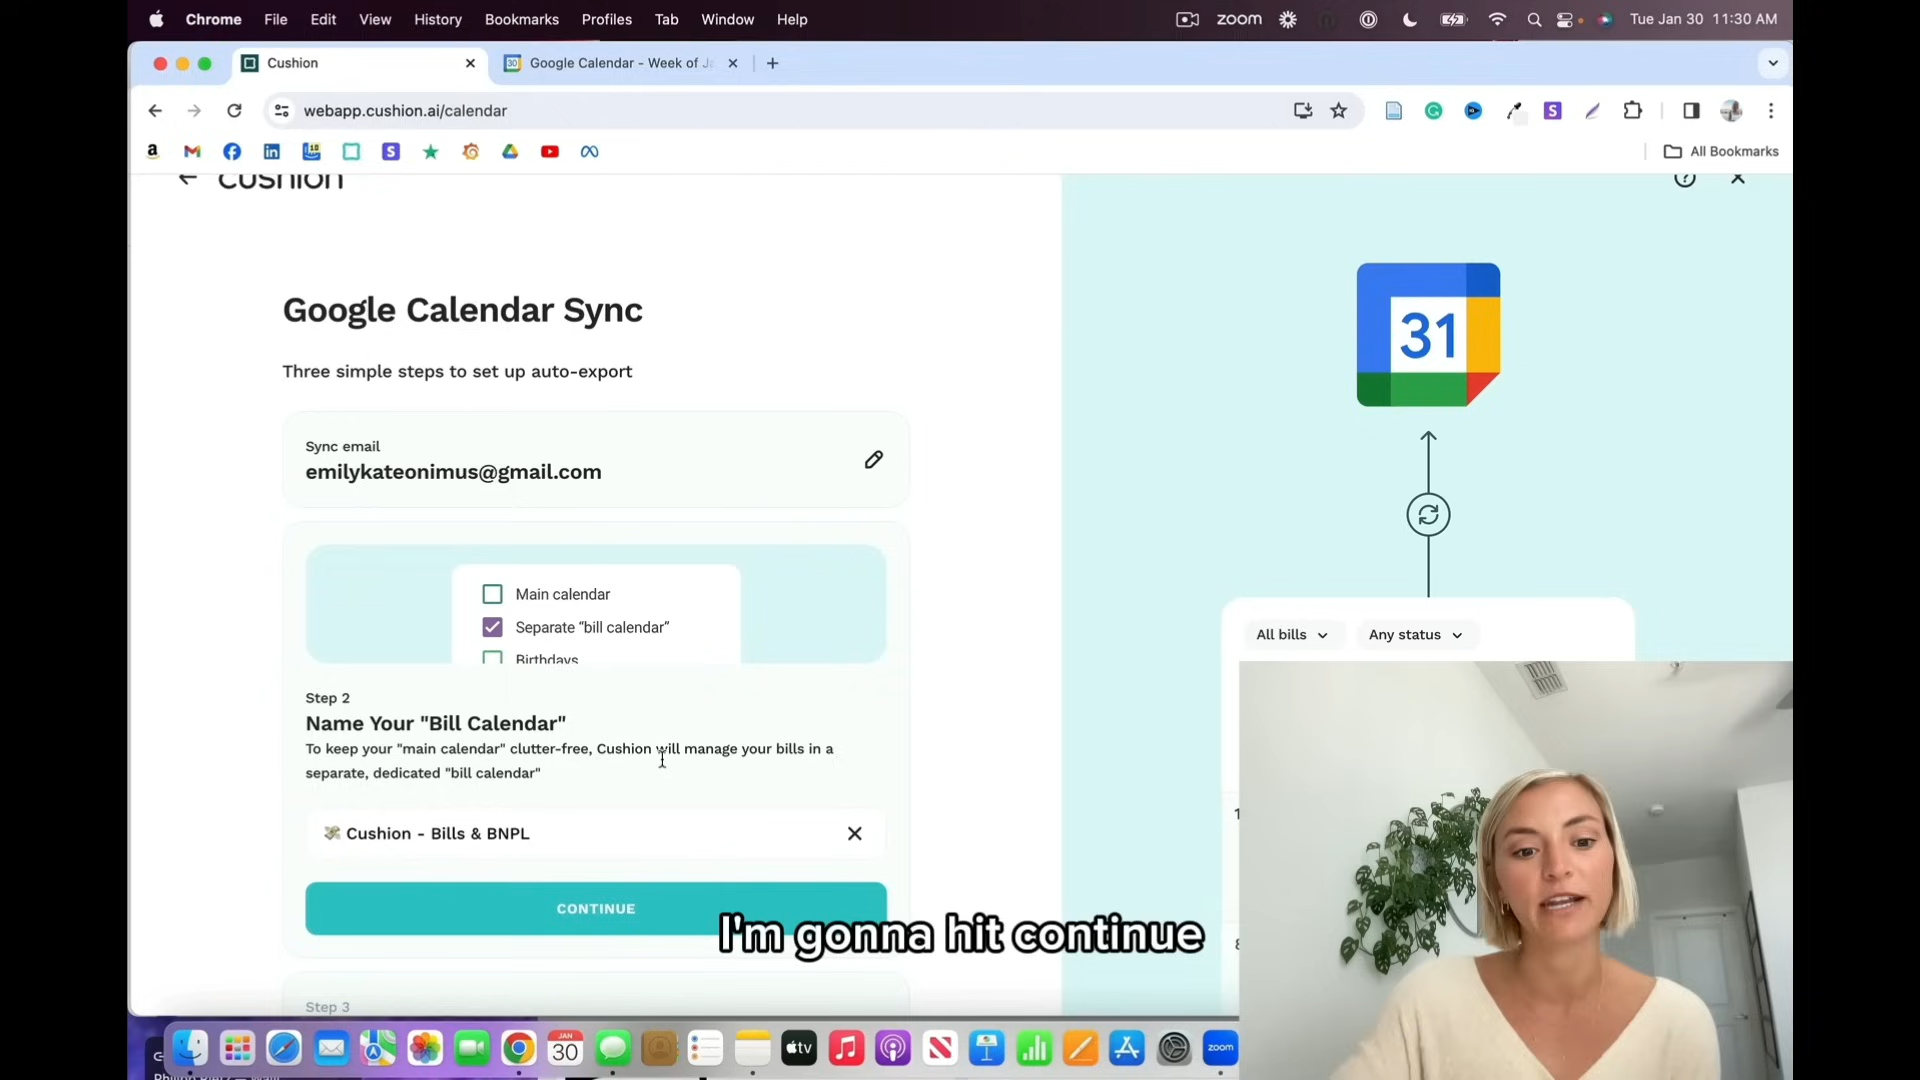 Chrome File Edit View History Bookmarks Profiles Tab Window Help
zoom
Tue Jan 30 11:30 AM
Cushion
Google Calendar - Week of Ja
webapp.cushion.ai/calendar
All Bookmarks
cushion
Google Calendar Sync
Three simple steps to set up auto-export
Sync email
emilykateonimus@gmail.com
Main calendar
Separate “bill calendar”
Birthdays
Step 2
Name Your "Bill Calendar"
To keep your "main calendar" clutter-free, Cushion will manage your bills in a
separate, dedicated "bill calendar"
Cushion - Bills & BNPL
CONTINUE
Step 3
31
All bills
Any status
I'm gonna hit continue
JAN
30
tv
zoom